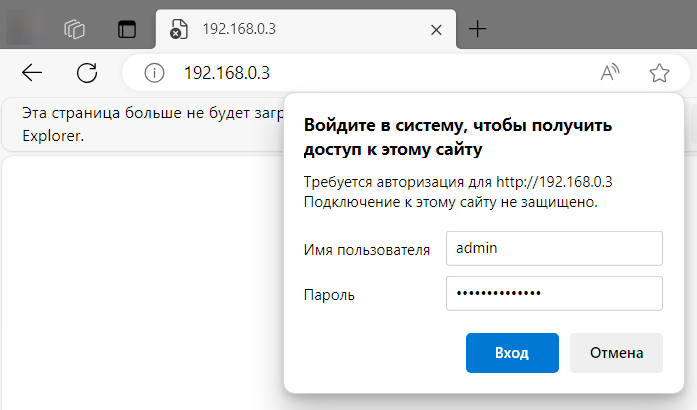 192.168.0.3
192.168.0.3
Эта страница больше не будет загр
Explorer.
Войдите в систему, чтобы получить
доступ к этому сайту
Требуется авторизация для http://192.168.0.3
Подключение к этому сайту не защищено.
Имя пользователя admin
Пароль ••••••••••••••
Вход Отмена